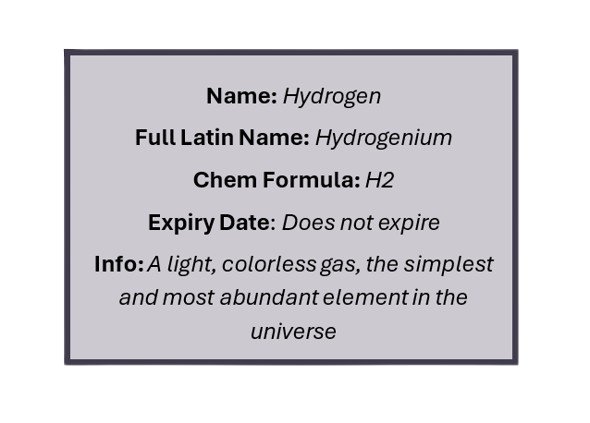 Name: Hydrogen
Full Latin Name: Hydrogenium
Chem Formula: H2
Expiry Date: Does not expire
Info: A light, colorless gas, the simplest
and most abundant element in the
universe